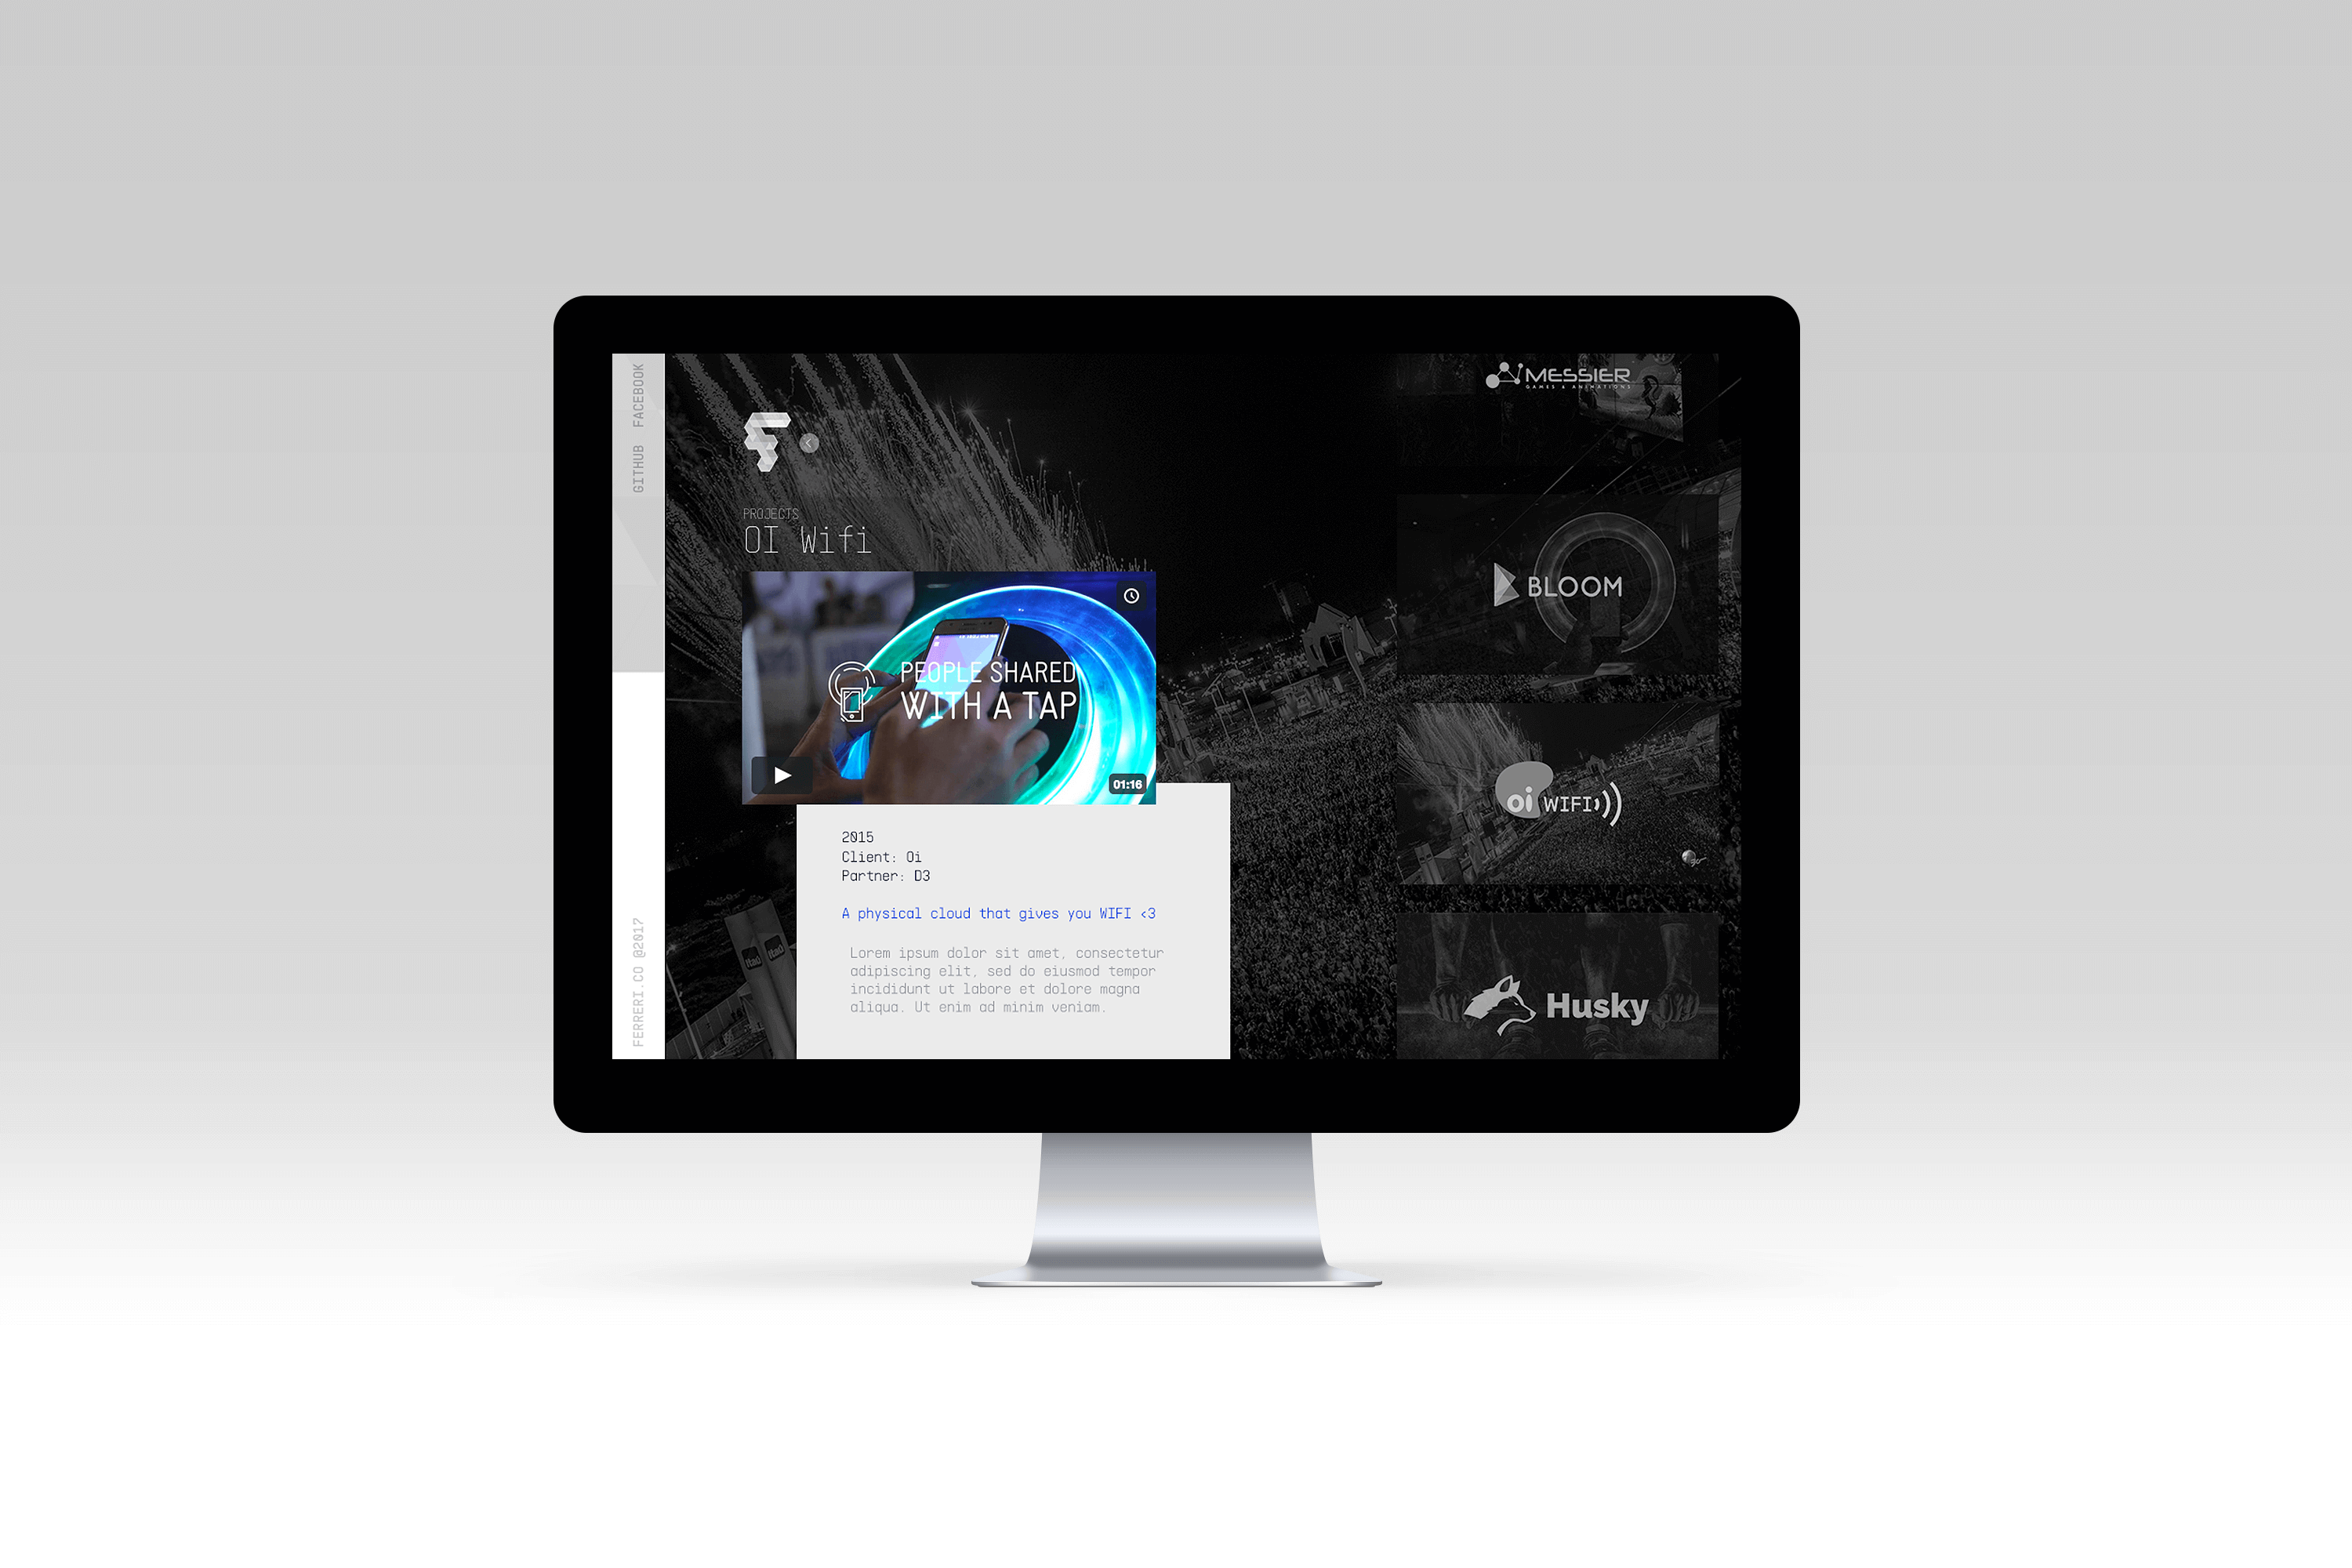 FACEBOOK
GITHUB
FERRERI.CO @2017
PROJECTS
OI Wifi
PEOPLE SHARED
WITH A TAP
01:16
2015
Client: Oi
Partner: D3
A physical cloud that gives you WIFI <3
Lorem ipsum dolor sit amet, consectetur
adipiscing elit, sed do eiusmod tempor
incididunt ut labore et dolore magna
aliqua. Ut enim ad minim veniam.
MESSIER
GAMES & ANIMATIONS
BLOOM
oi WIFI
Husky
Itaú
Itaú